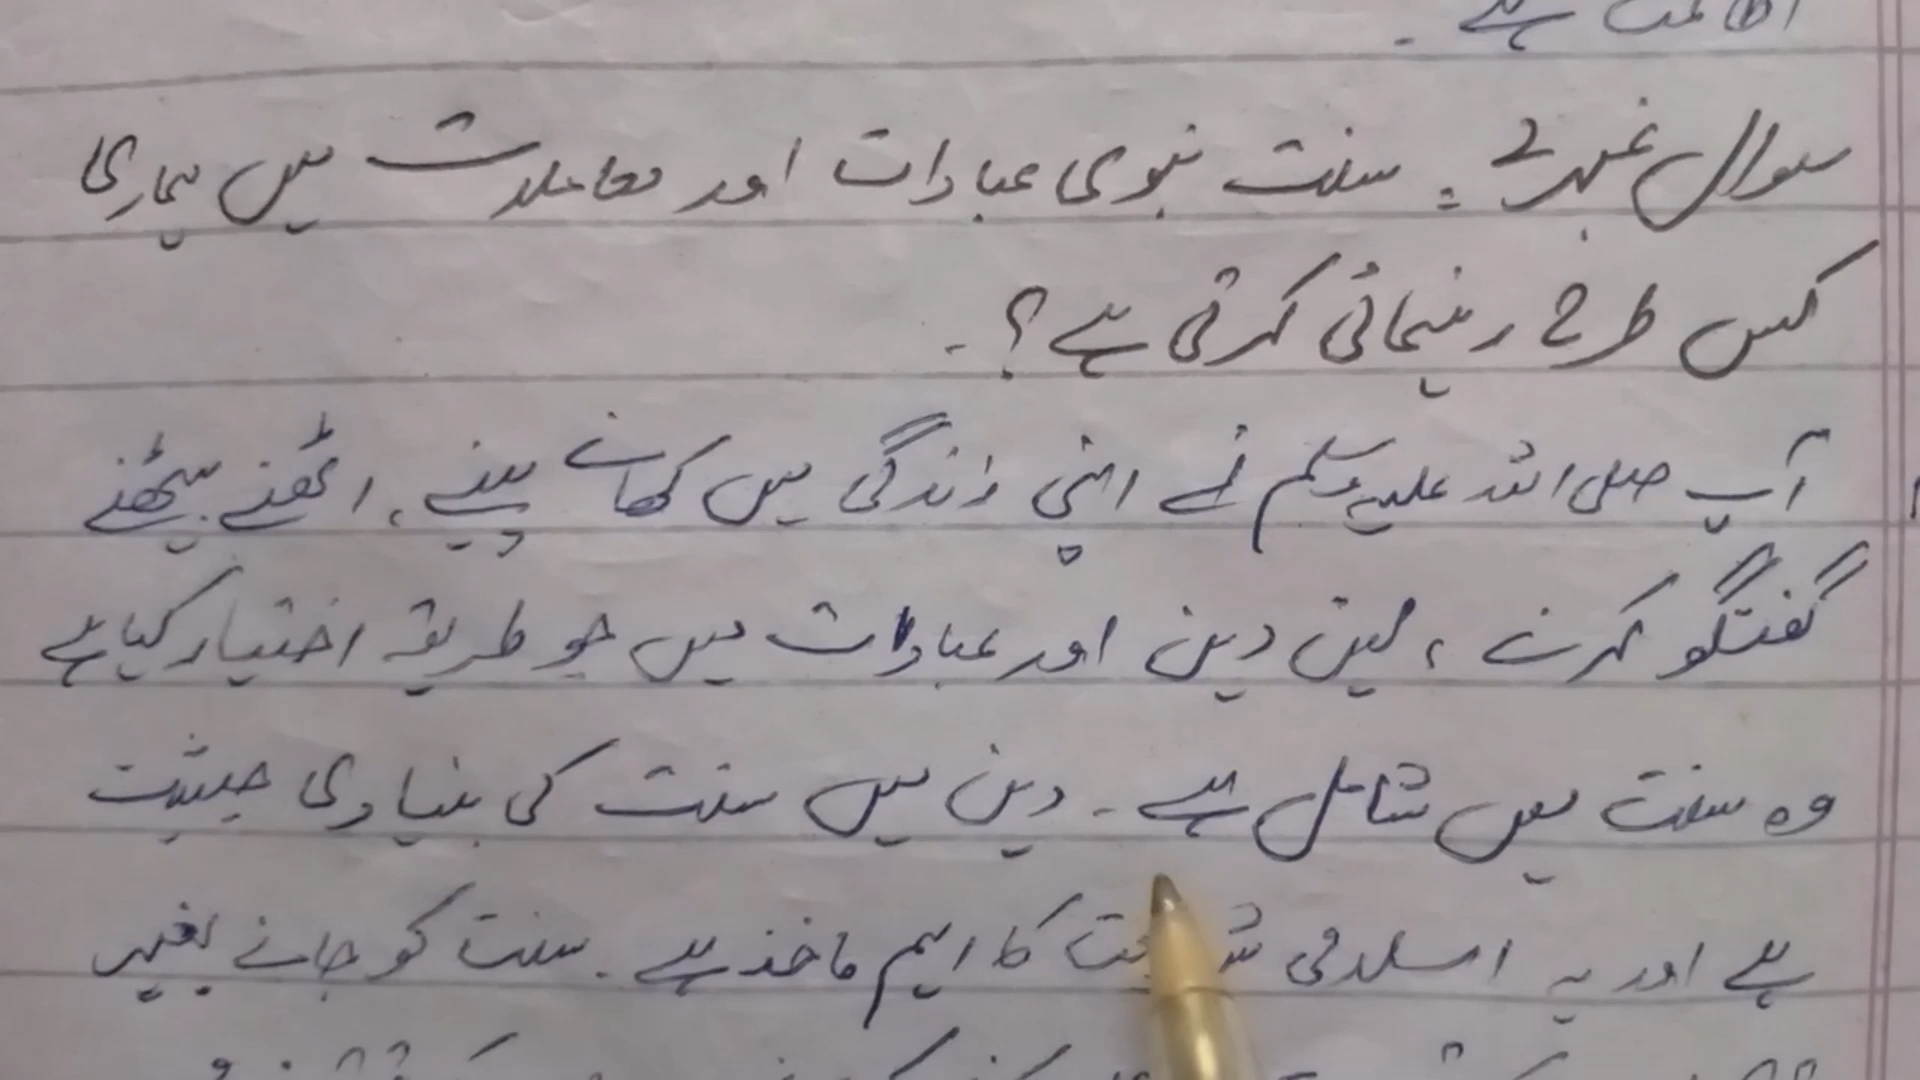 اطاعت ہے ۔
سوال نمبر 2 ۔ سنت نبوی عبادات اور معاملات میں ہماری
کس طرح رہنمائی کرتی ہے ؟ ۔
آپ صلی اللہ علیہ وسلم نے اپنی زندگی میں کھانے پینے ، اٹھنے بیٹھنے
گفتگو کرنے ، لین دین اور عبادات میں جو طریقہ اختیار کیا ہے
وہ سنت میں شامل ہے ۔ دین میں سنت کی بنیادی حیثیت
ہے اور یہ اسلامی شریعت کا اہم ماخذ ہے ۔ سنت کو جانے بغیر